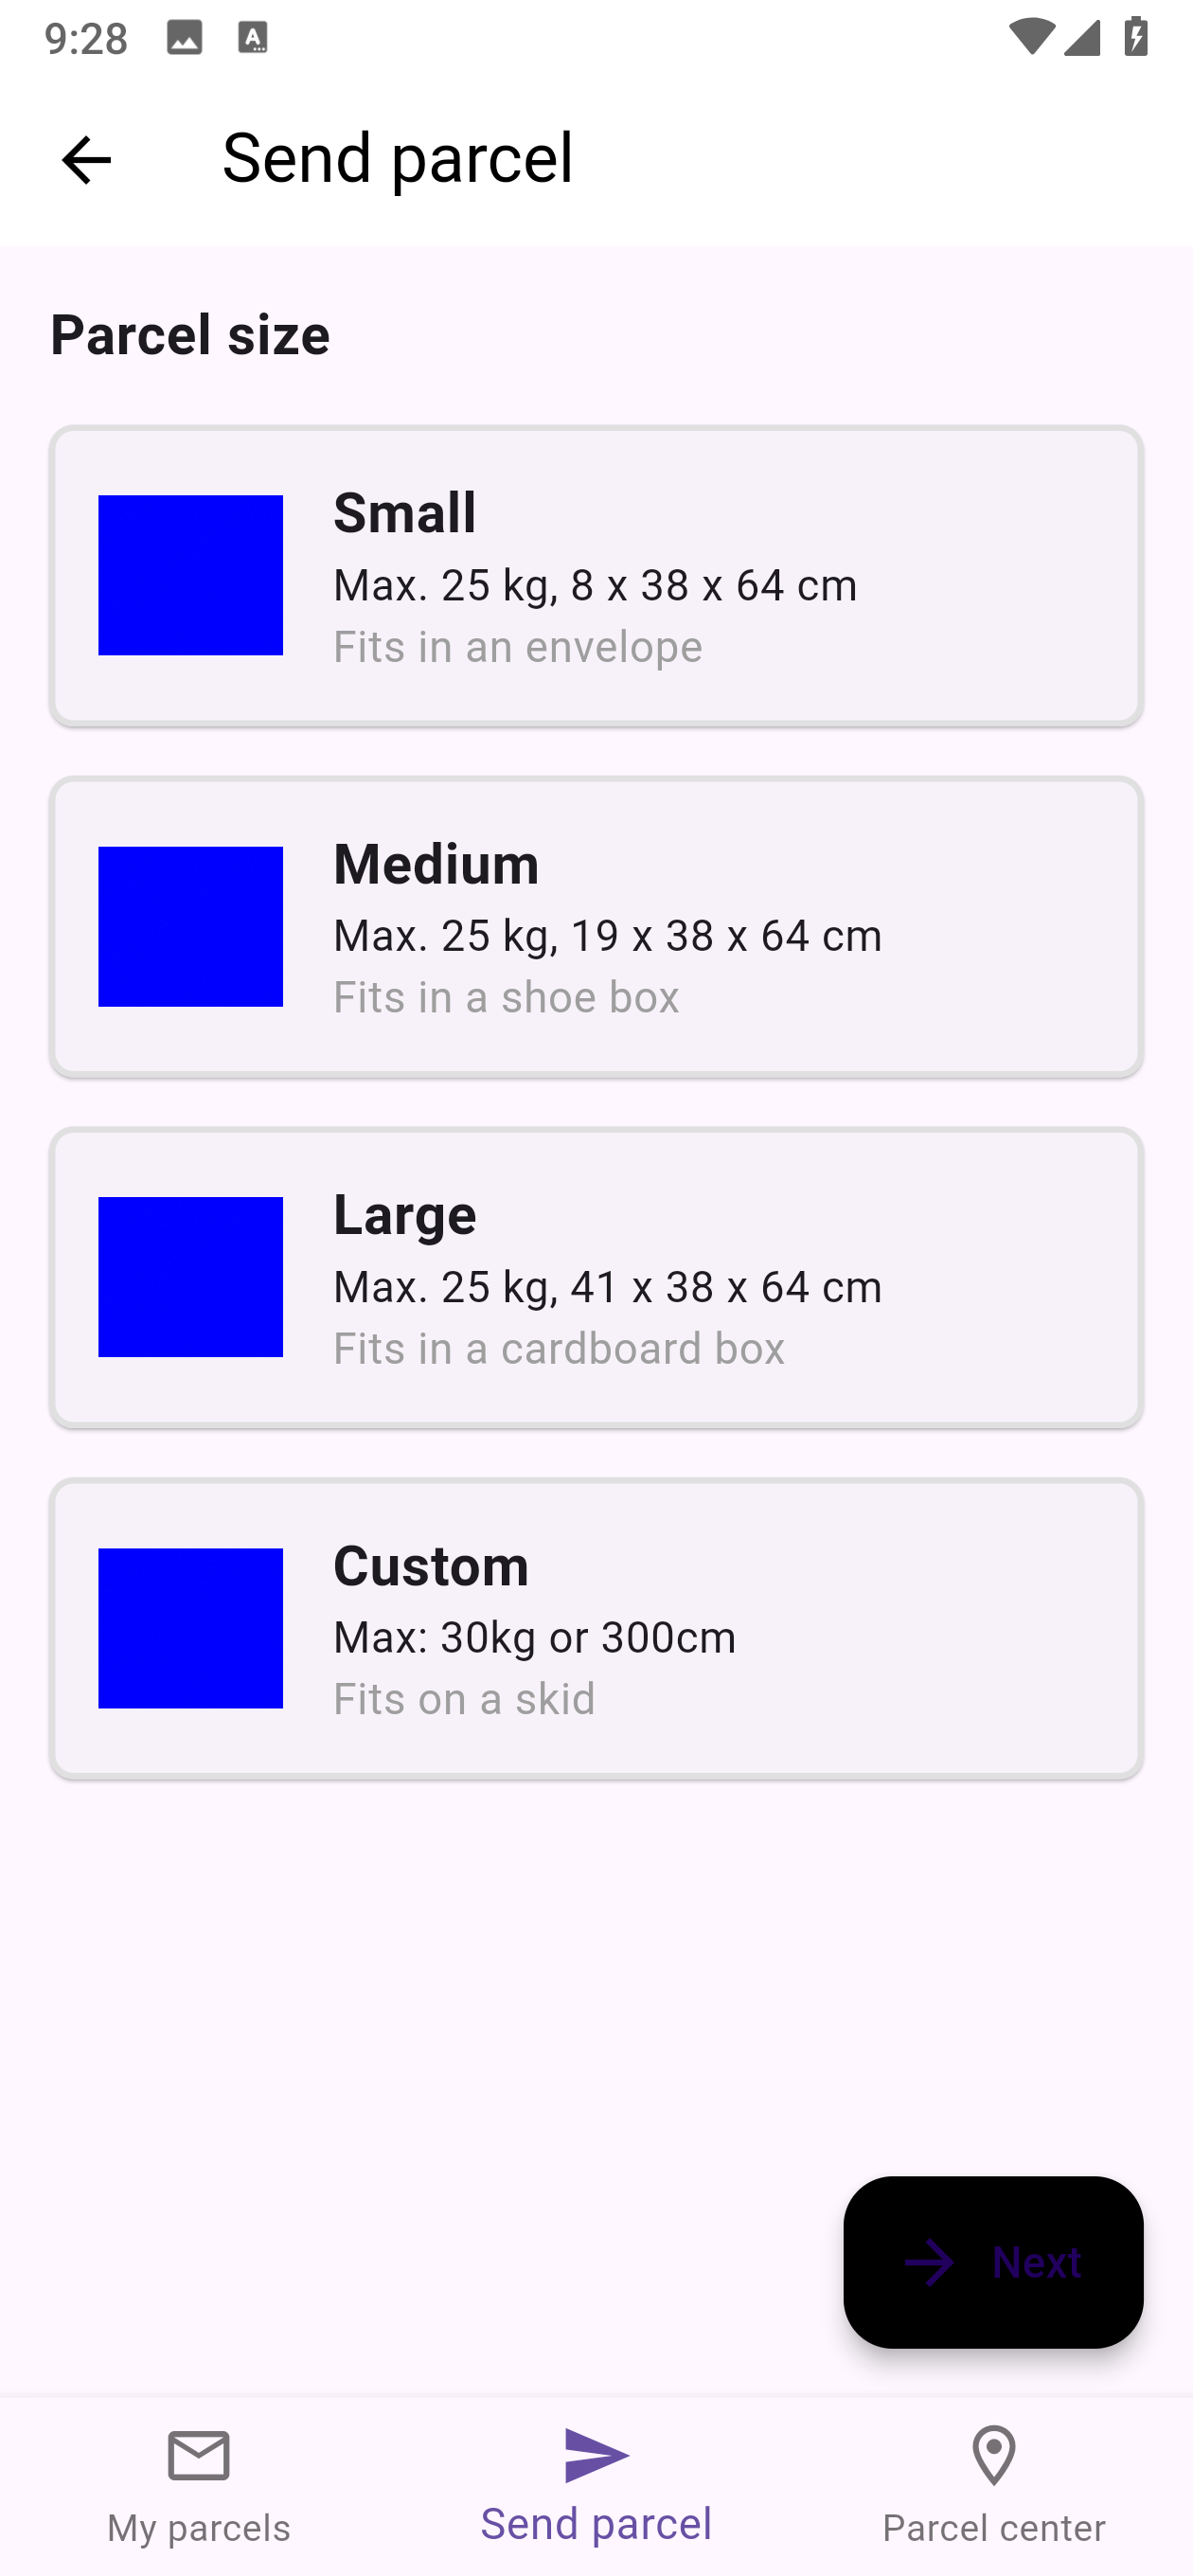 9:28
Send parcel
Parcel size
Small
Max. 25 kg, 8 x 38 x 64 cm
Fits in an envelope
Medium
Max. 25 kg, 19 x 38 x 64 cm
Fits in a shoe box
Large
Max. 25 kg, 41 x 38 x 64 cm
Fits in a cardboard box
Custom
Max: 30kg or 300cm
Fits on a skid
Next
My parcels
Send parcel
Parcel center